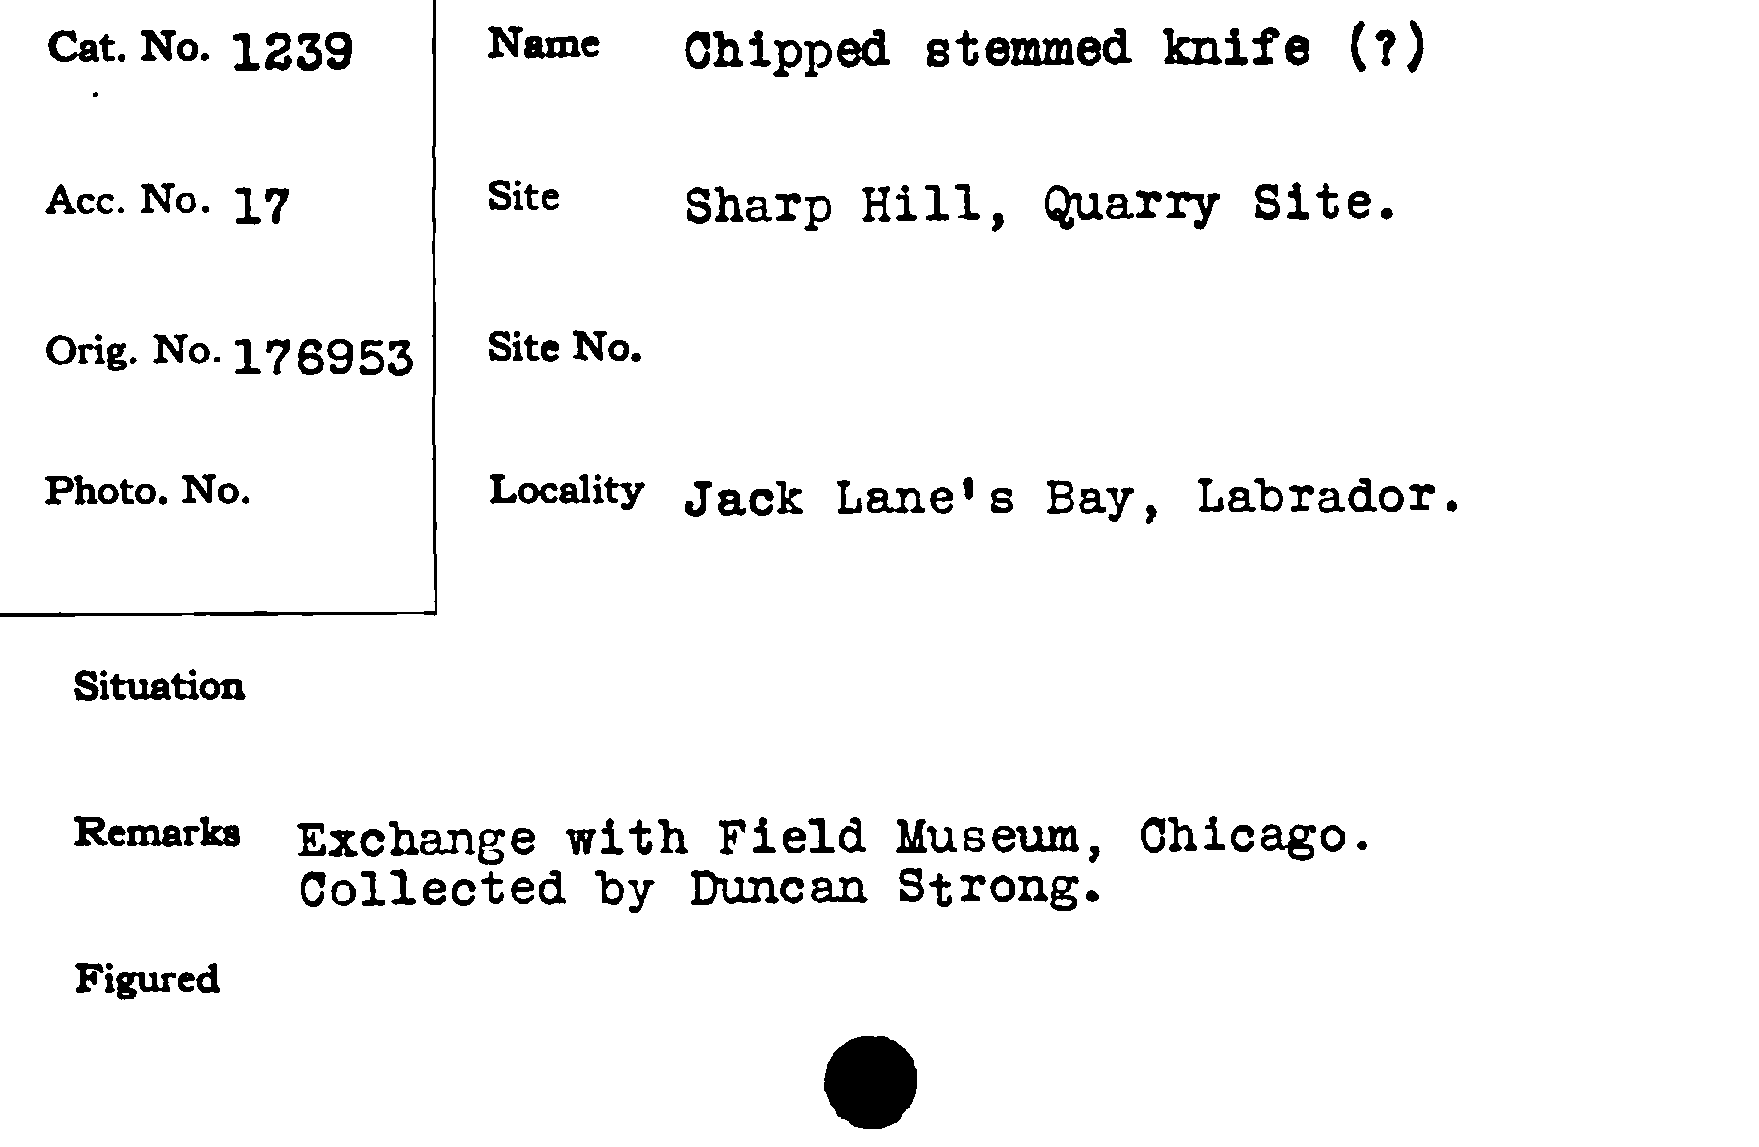 Cat. No. 1239
Name Chipped stemmed knife (?)
Acc. No. 17
Site Sharp Hill, Quarry Site.
Orig. No. 176953
Site No.
Photo. No.
Locality Jack Lane's Bay, Labrador.
Situation
Remarks Exchange with Field Museum, Chicago.
Collected by Duncan Strong.
Figured